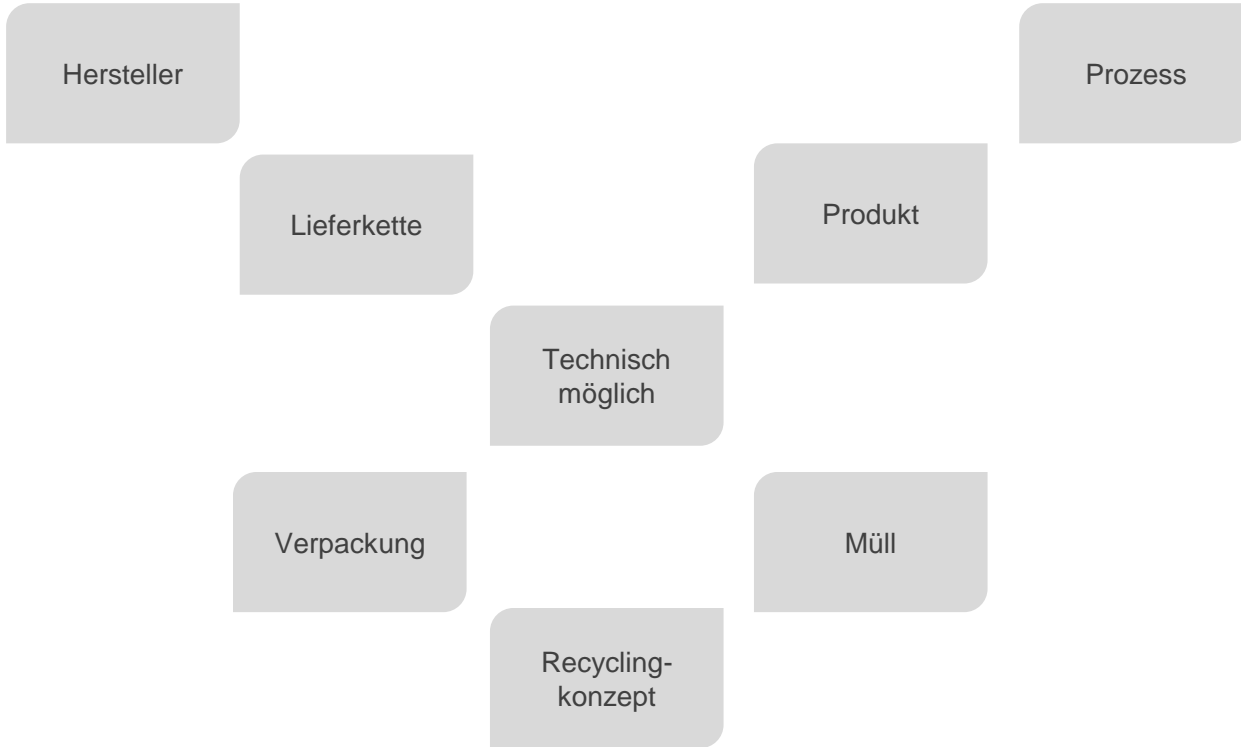 Hersteller
Prozess
Lieferkette
Produkt
Technisch
möglich
Verpackung
Müll
Recycling-
konzept